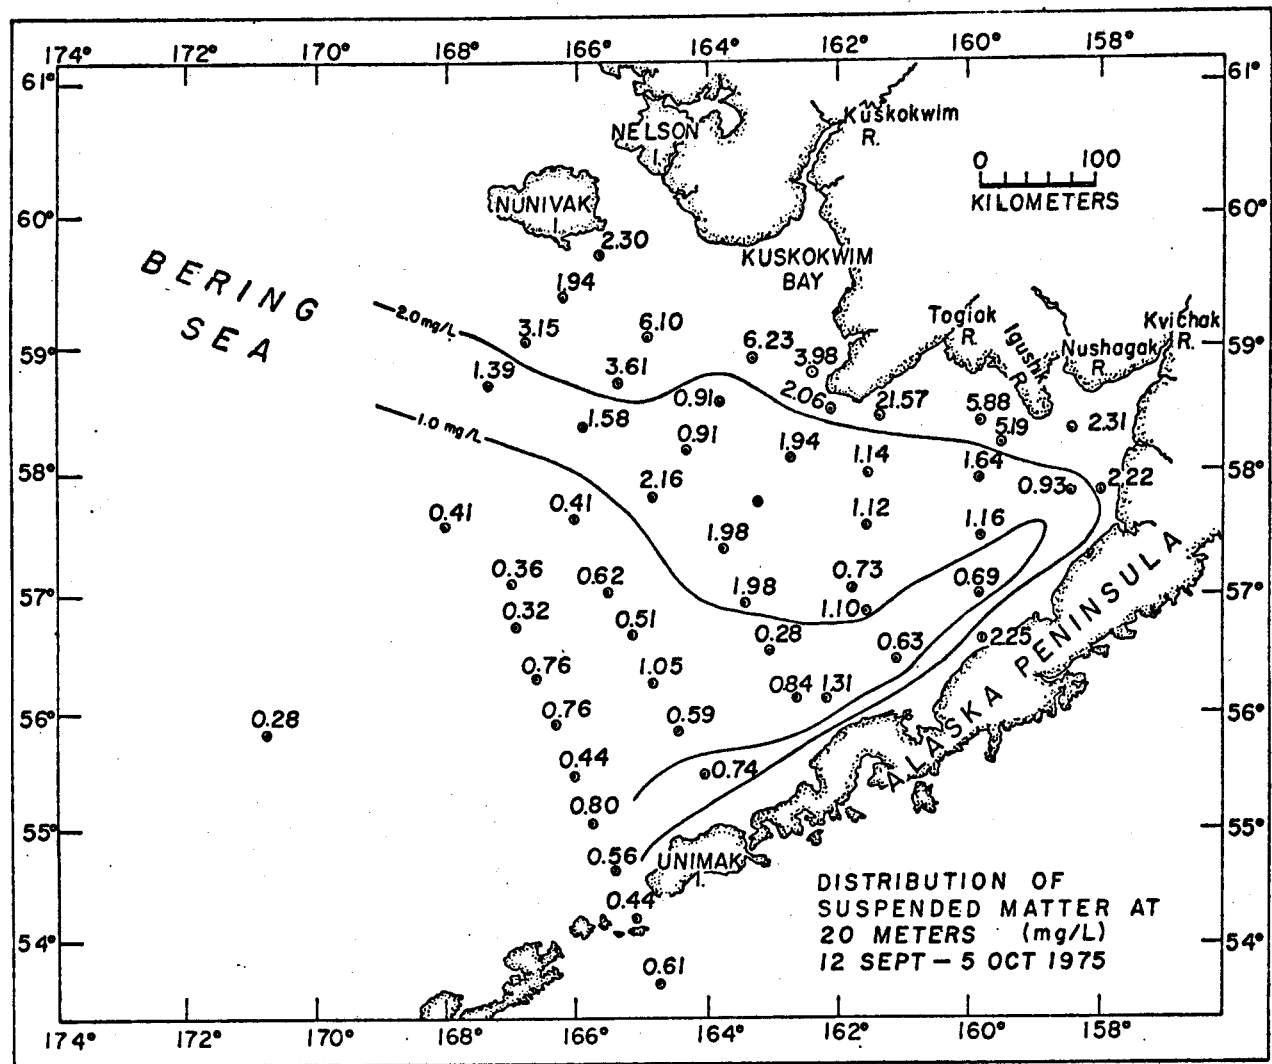 174° 172° 170° 168° 166° 164° 162° 160° 158°
61° 61°
Kuskokwim
R.
NELSON
I.
0 100
KILOMETERS
NUNIVAK
I.
60° 60°
2.30
KUSKOKWIM
BAY
BERING
SEA
1.94
2.0 mg/L
3.15
6.10
6.23
3.98
Togiak
R.
Igushk
R.
Nushagak
R.
Kvichak
R.
59° 59°
1.39
3.61
0.91
2.06
21.57
5.88
5.19
2.31
1.0 mg/L
1.58
0.91
1.94
1.14
1.64
58° 58°
2.16
0.93
2.22
0.41
0.41
1.98
1.12
1.16
0.36
0.62
1.98
0.73
0.69
57° 57°
0.32
0.51
1.10
0.28
0.63
2.25
0.76
1.05
0.84
1.31
ALASKA PENINSULA
56° 56°
0.28
0.76
0.59
0.44
0.74
0.80
55° 55°
0.56
UNIMAK
I.
0.44
54° 54°
0.61
DISTRIBUTION OF
SUSPENDED MATTER AT
20 METERS (mg/L)
12 SEPT – 5 OCT 1975
174° 172° 170° 168° 166° 164° 162° 160° 158°